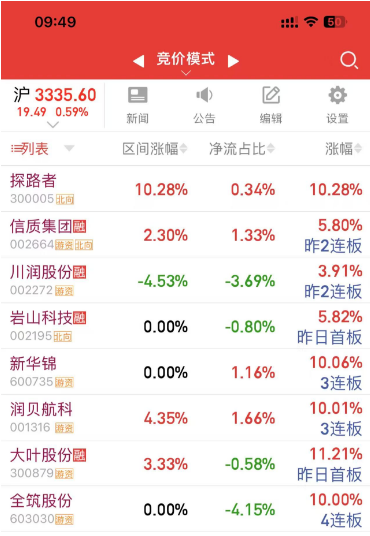 09:49
竞价模式
沪 3335.60
19.49 0.59%
新闻 公告 编辑 设置
列表 区间涨幅 净流占比 涨幅
探路者 10.28% 0.34% 10.28%
300005 北向
信质集团 融 2.30% 1.33% 5.80%
002664 游资 北向 昨2连板
川润股份 融 -4.53% -3.69% 3.91%
002272 游资 昨2连板
岩山科技 融 0.00% -0.80% 5.82%
002195 北向 昨日首板
新华锦 0.00% 1.16% 10.06%
600735 游资 3连板
润贝航科 4.35% 1.66% 10.01%
001316 游资 3连板
大叶股份 融 3.33% -0.58% 11.21%
300879 游资 昨日首板
全筑股份 0.00% -4.15% 10.00%
603030 游资 4连板